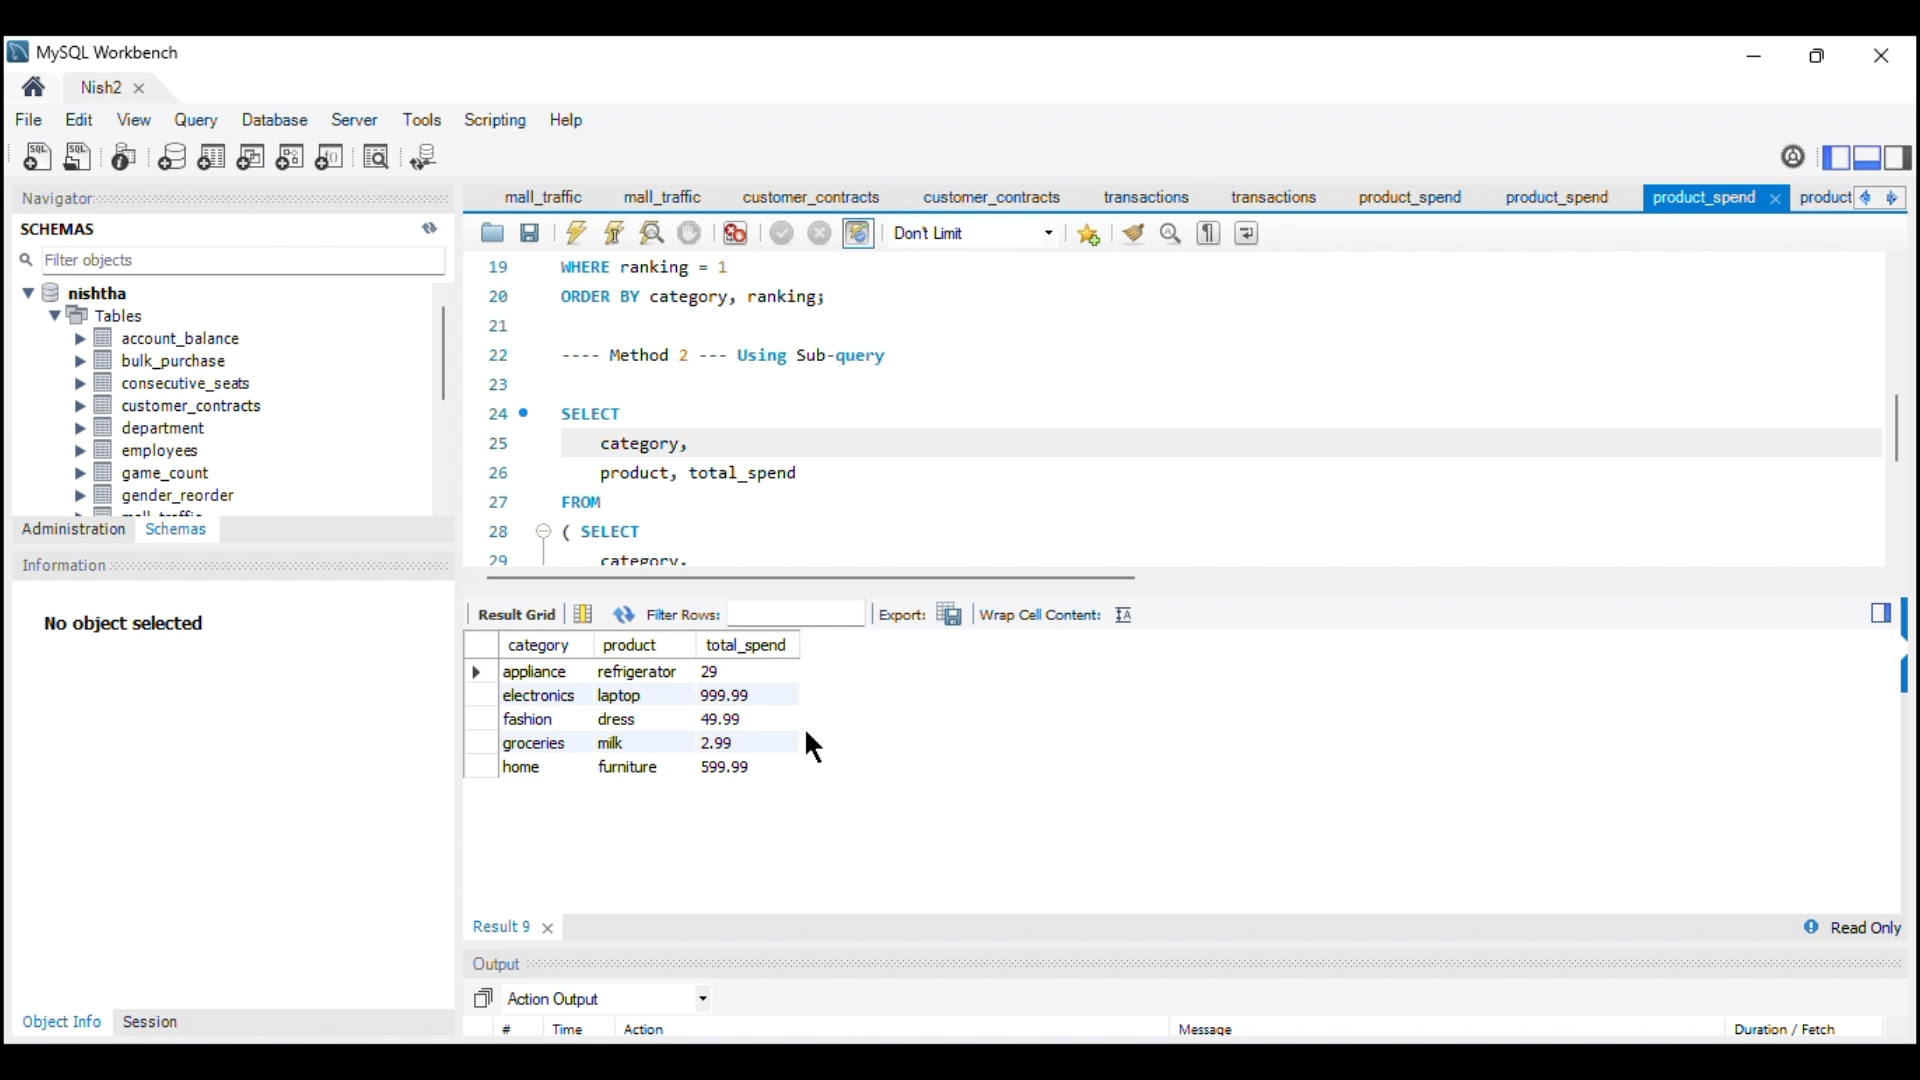 MySQL Workbench
Nish2
File Edit View Query Database Server Tools Scripting Help
Navigator
SCHEMAS
Filter objects
nishtha
Tables
account_balance
bulk_purchase
consecutive_seats
customer_contracts
department
employees
game_count
gender_reorder
mall_traffic
Administration Schemas
Information
No object selected
Object Info Session
mall_traffic mall_traffic customer_contracts customer_contracts transactions transactions product_spend product_spend product_spend product
Don't Limit
19 WHERE ranking = 1
20 ORDER BY category, ranking;
21
22 ---- Method 2 --- Using Sub-query
23
24 SELECT
25 category,
26 product, total_spend
27 FROM
28 ( SELECT
29 category,
Result Grid Filter Rows: Export: Wrap Cell Content:
category product total_spend
appliance refrigerator 29
electronics laptop 999.99
fashion dress 49.99
groceries milk 2.99
home furniture 599.99
Result 9 Read Only
Output
Action Output
# Time Action Message Duration / Fetch